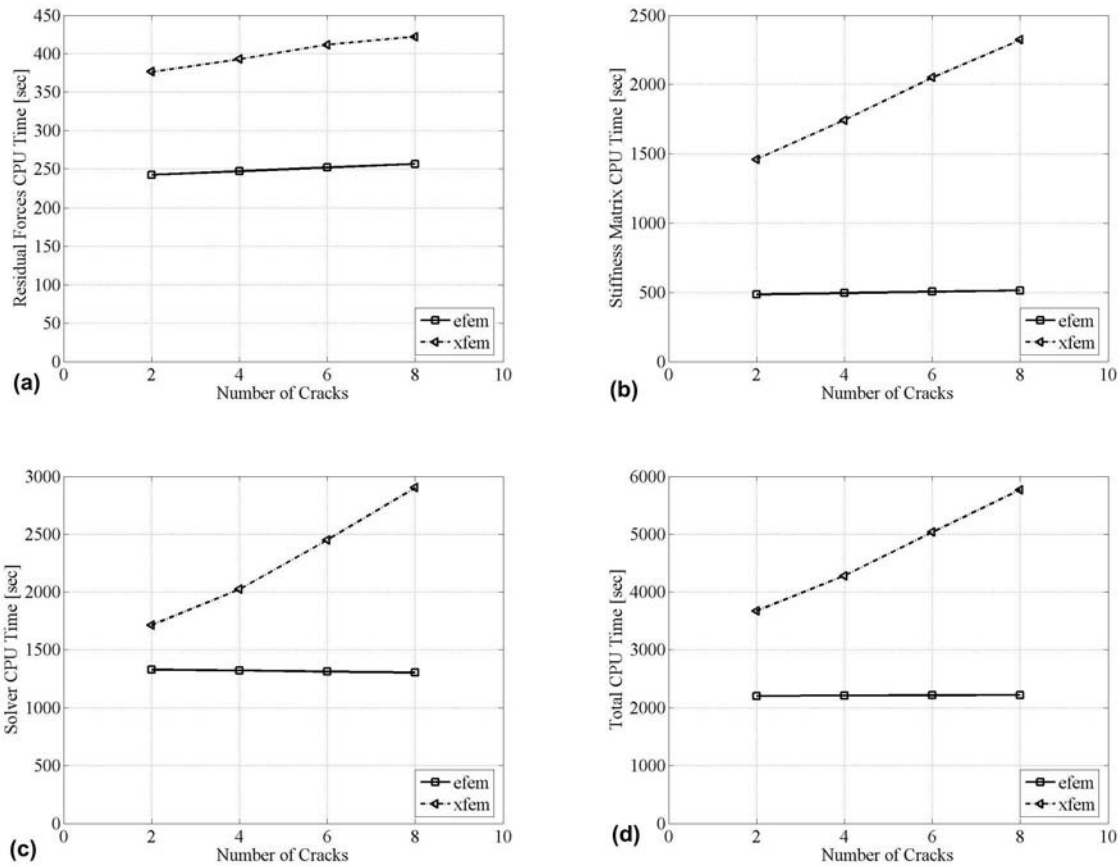 450
400
350
300
250
200
150
100
50
0
Residual Forces CPU Time [sec]
efem
xfem
0 2 4 6 8 10
Number of Cracks
(a)
2500
2000
1500
1000
500
0
Stiffness Matrix CPU Time [sec]
efem
xfem
0 2 4 6 8 10
Number of Cracks
(b)
3000
2500
2000
1500
1000
500
0
Solver CPU Time [sec]
efem
xfem
0 2 4 6 8 10
Number of Cracks
(c)
6000
5000
4000
3000
2000
1000
0
Total CPU Time [sec]
efem
xfem
0 2 4 6 8 10
Number of Cracks
(d)